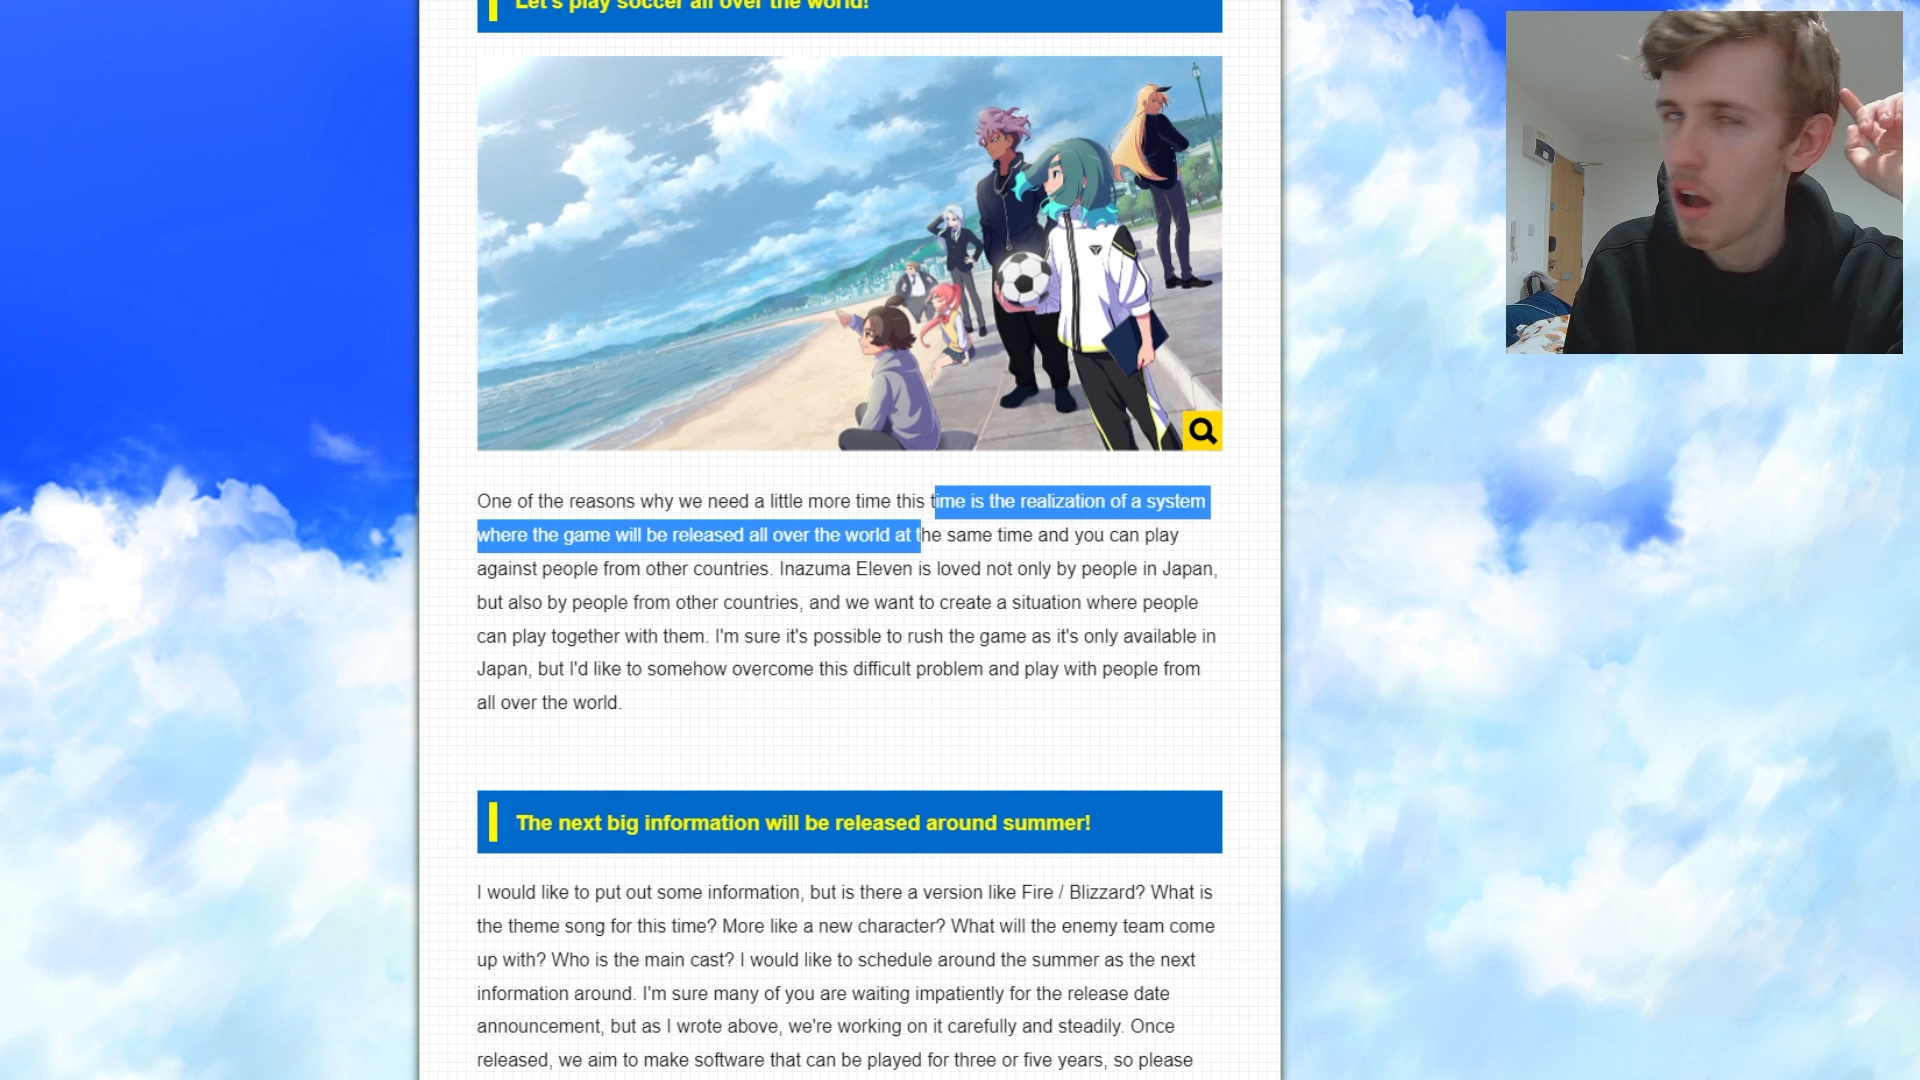 Let's play soccer all over the world!
One of the reasons why we need a little more time this time is the realization of a system
where the game will be released all over the world at the same time and you can play
against people from other countries. Inazuma Eleven is loved not only by people in Japan,
but also by people from other countries, and we want to create a situation where people
can play together with them. I'm sure it's possible to rush the game as it's only available in
Japan, but I'd like to somehow overcome this difficult problem and play with people from
all over the world.
The next big information will be released around summer!
I would like to put out some information, but is there a version like Fire / Blizzard? What is
the theme song for this time? More like a new character? What will the enemy team come
up with? Who is the main cast? I would like to schedule around the summer as the next
information around. I'm sure many of you are waiting impatiently for the release date
announcement, but as I wrote above, we're working on it carefully and steadily. Once
released, we aim to make software that can be played for three or five years, so please